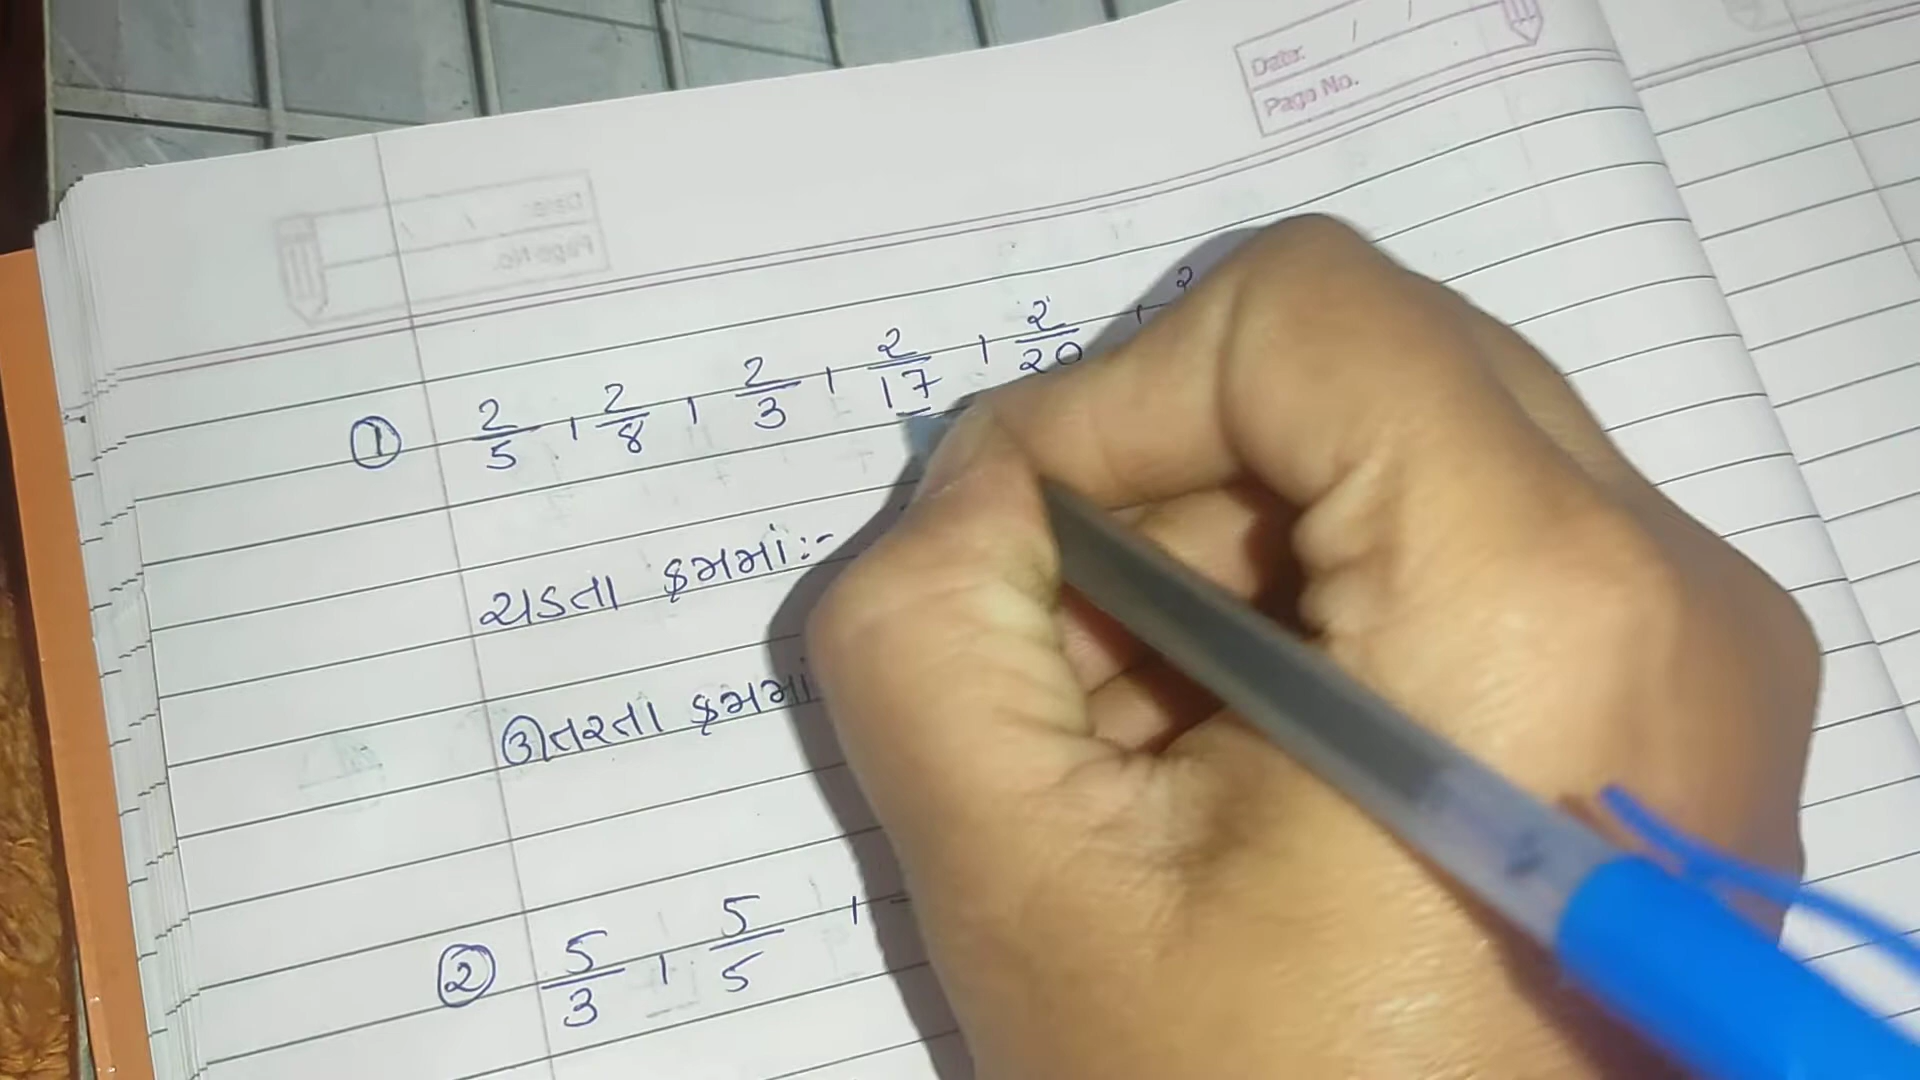 Date: / /
Page No.
① 2/5 , 2/8 , 2/3 , 2/17 , 2/20 ,
ચડતા ક્રમમાં :-
ઊતરતા ક્રમમાં
② 5/3 , 5/5 ,